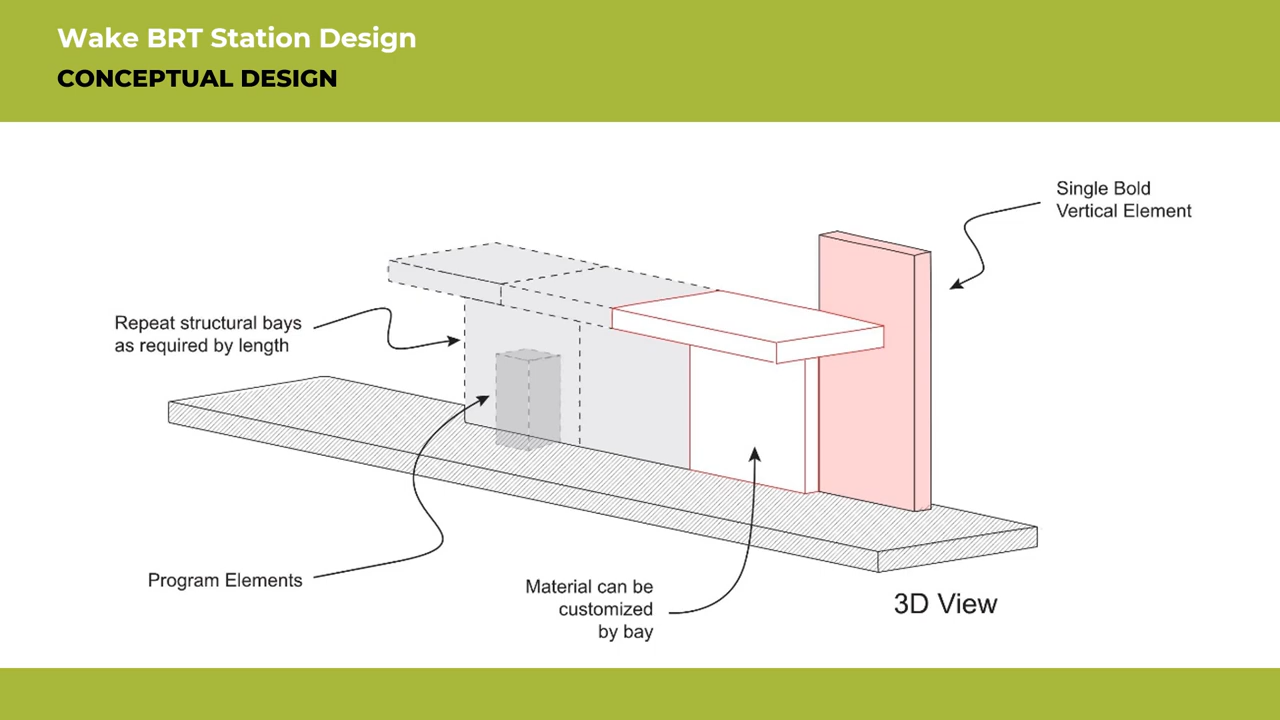 Wake BRT Station Design
CONCEPTUAL DESIGN
Single Bold
Vertical Element
Repeat structural bays
as required by length
Program Elements
Material can be
customized
by bay
3D View